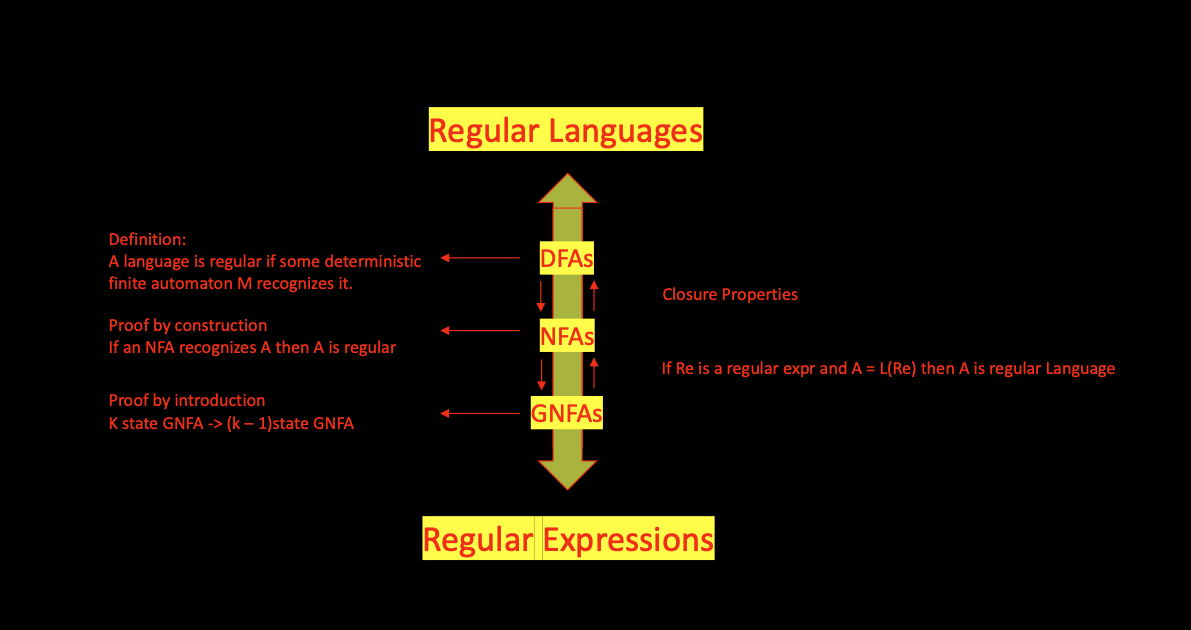 Regular Languages
Definition:
A language is regular if some deterministic
finite automaton M recognizes it.
DFAs
Closure Properties
Proof by construction
If an NFA recognizes A then A is regular
NFAs
If Re is a regular expr and A = L(Re) then A is regular Language
Proof by introduction
K state GNFA -> (k – 1)state GNFA
GNFAs
Regular Expressions